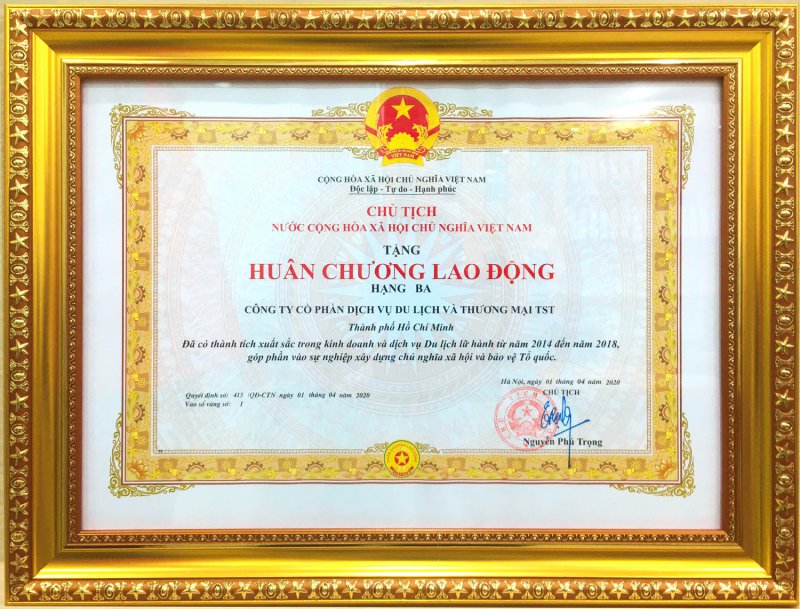 VIỆT NAM
CỘNG HÒA XÃ HỘI CHỦ NGHĨA VIỆT NAM
Độc lập - Tự do - Hạnh phúc
CHỦ TỊCH
NƯỚC CỘNG HÒA XÃ HỘI CHỦ NGHĨA VIỆT NAM
TẶNG
HUÂN CHƯƠNG LAO ĐỘNG
HẠNG BA
CÔNG TY CỔ PHẦN DỊCH VỤ DU LỊCH VÀ THƯƠNG MẠI TST
Thành phố Hồ Chí Minh
Đã có thành tích xuất sắc trong kinh doanh và dịch vụ Du lịch lữ hành từ năm 2014 đến năm 2018,
góp phần vào sự nghiệp xây dựng chủ nghĩa xã hội và bảo vệ Tổ quốc.
Quyết định số: 415 /QĐ-CTN ngày 01 tháng 04 năm 2020
Vào sổ vàng số: 1
Hà Nội, ngày 01 tháng 04 năm 2020
CHỦ TỊCH
Nguyễn Phú Trọng